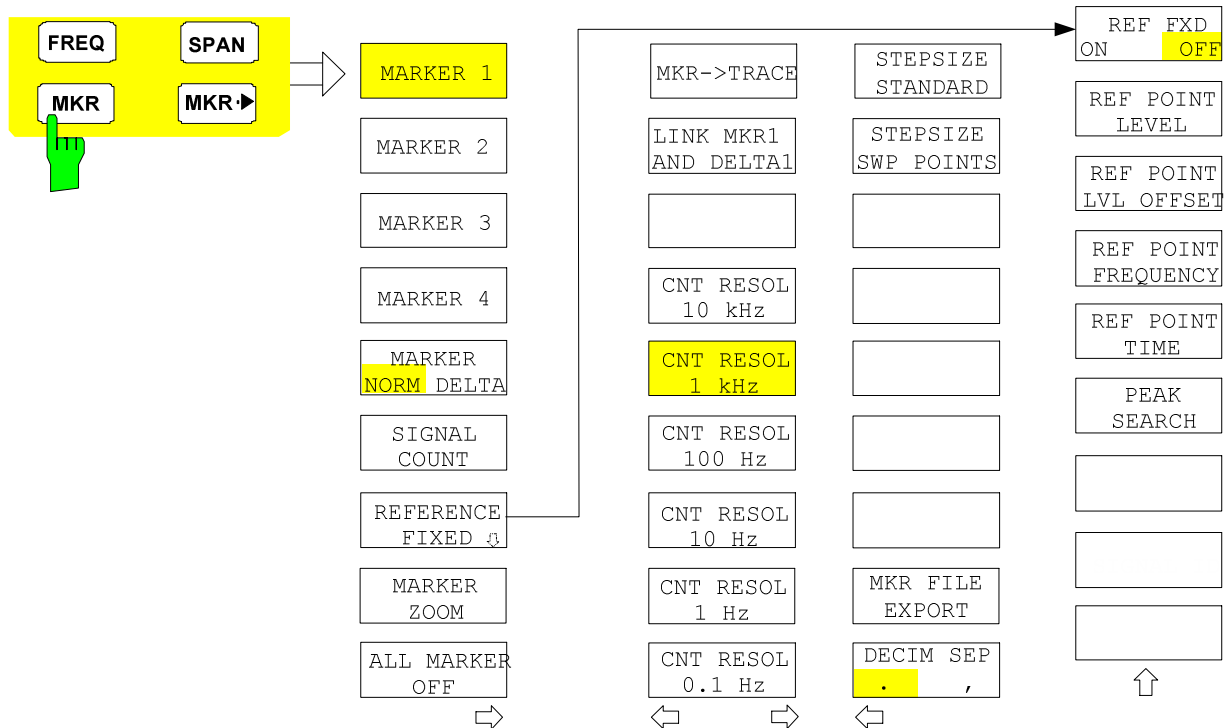 FREQ
SPAN
MKR
MKR
MARKER 1
MARKER 2
MARKER 3
MARKER 4
MARKER
NORM DELTA
SIGNAL
COUNT
REFERENCE
FIXED
MARKER
ZOOM
ALL MARKER
OFF
MKR->TRACE
LINK MKR1
AND DELTA1
CNT RESOL
10 kHz
CNT RESOL
1 kHz
CNT RESOL
100 Hz
CNT RESOL
10 Hz
CNT RESOL
1 Hz
CNT RESOL
0.1 Hz
STEPSIZE
STANDARD
STEPSIZE
SWP POINTS
MKR FILE
EXPORT
DECIM SEP
. ,
REF FXD
ON OFF
REF POINT
LEVEL
REF POINT
LVL OFFSET
REF POINT
FREQUENCY
REF POINT
TIME
PEAK
SEARCH